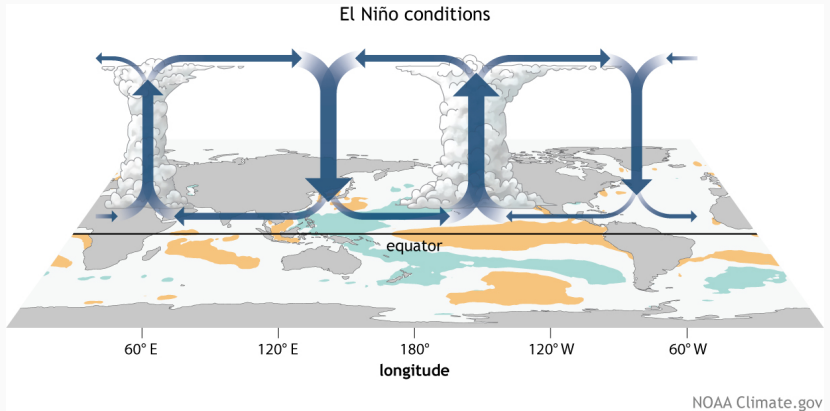 El Niño conditions
equator
60° E 120° E 180° 120° W 60° W
longitude
NOAA Climate.gov